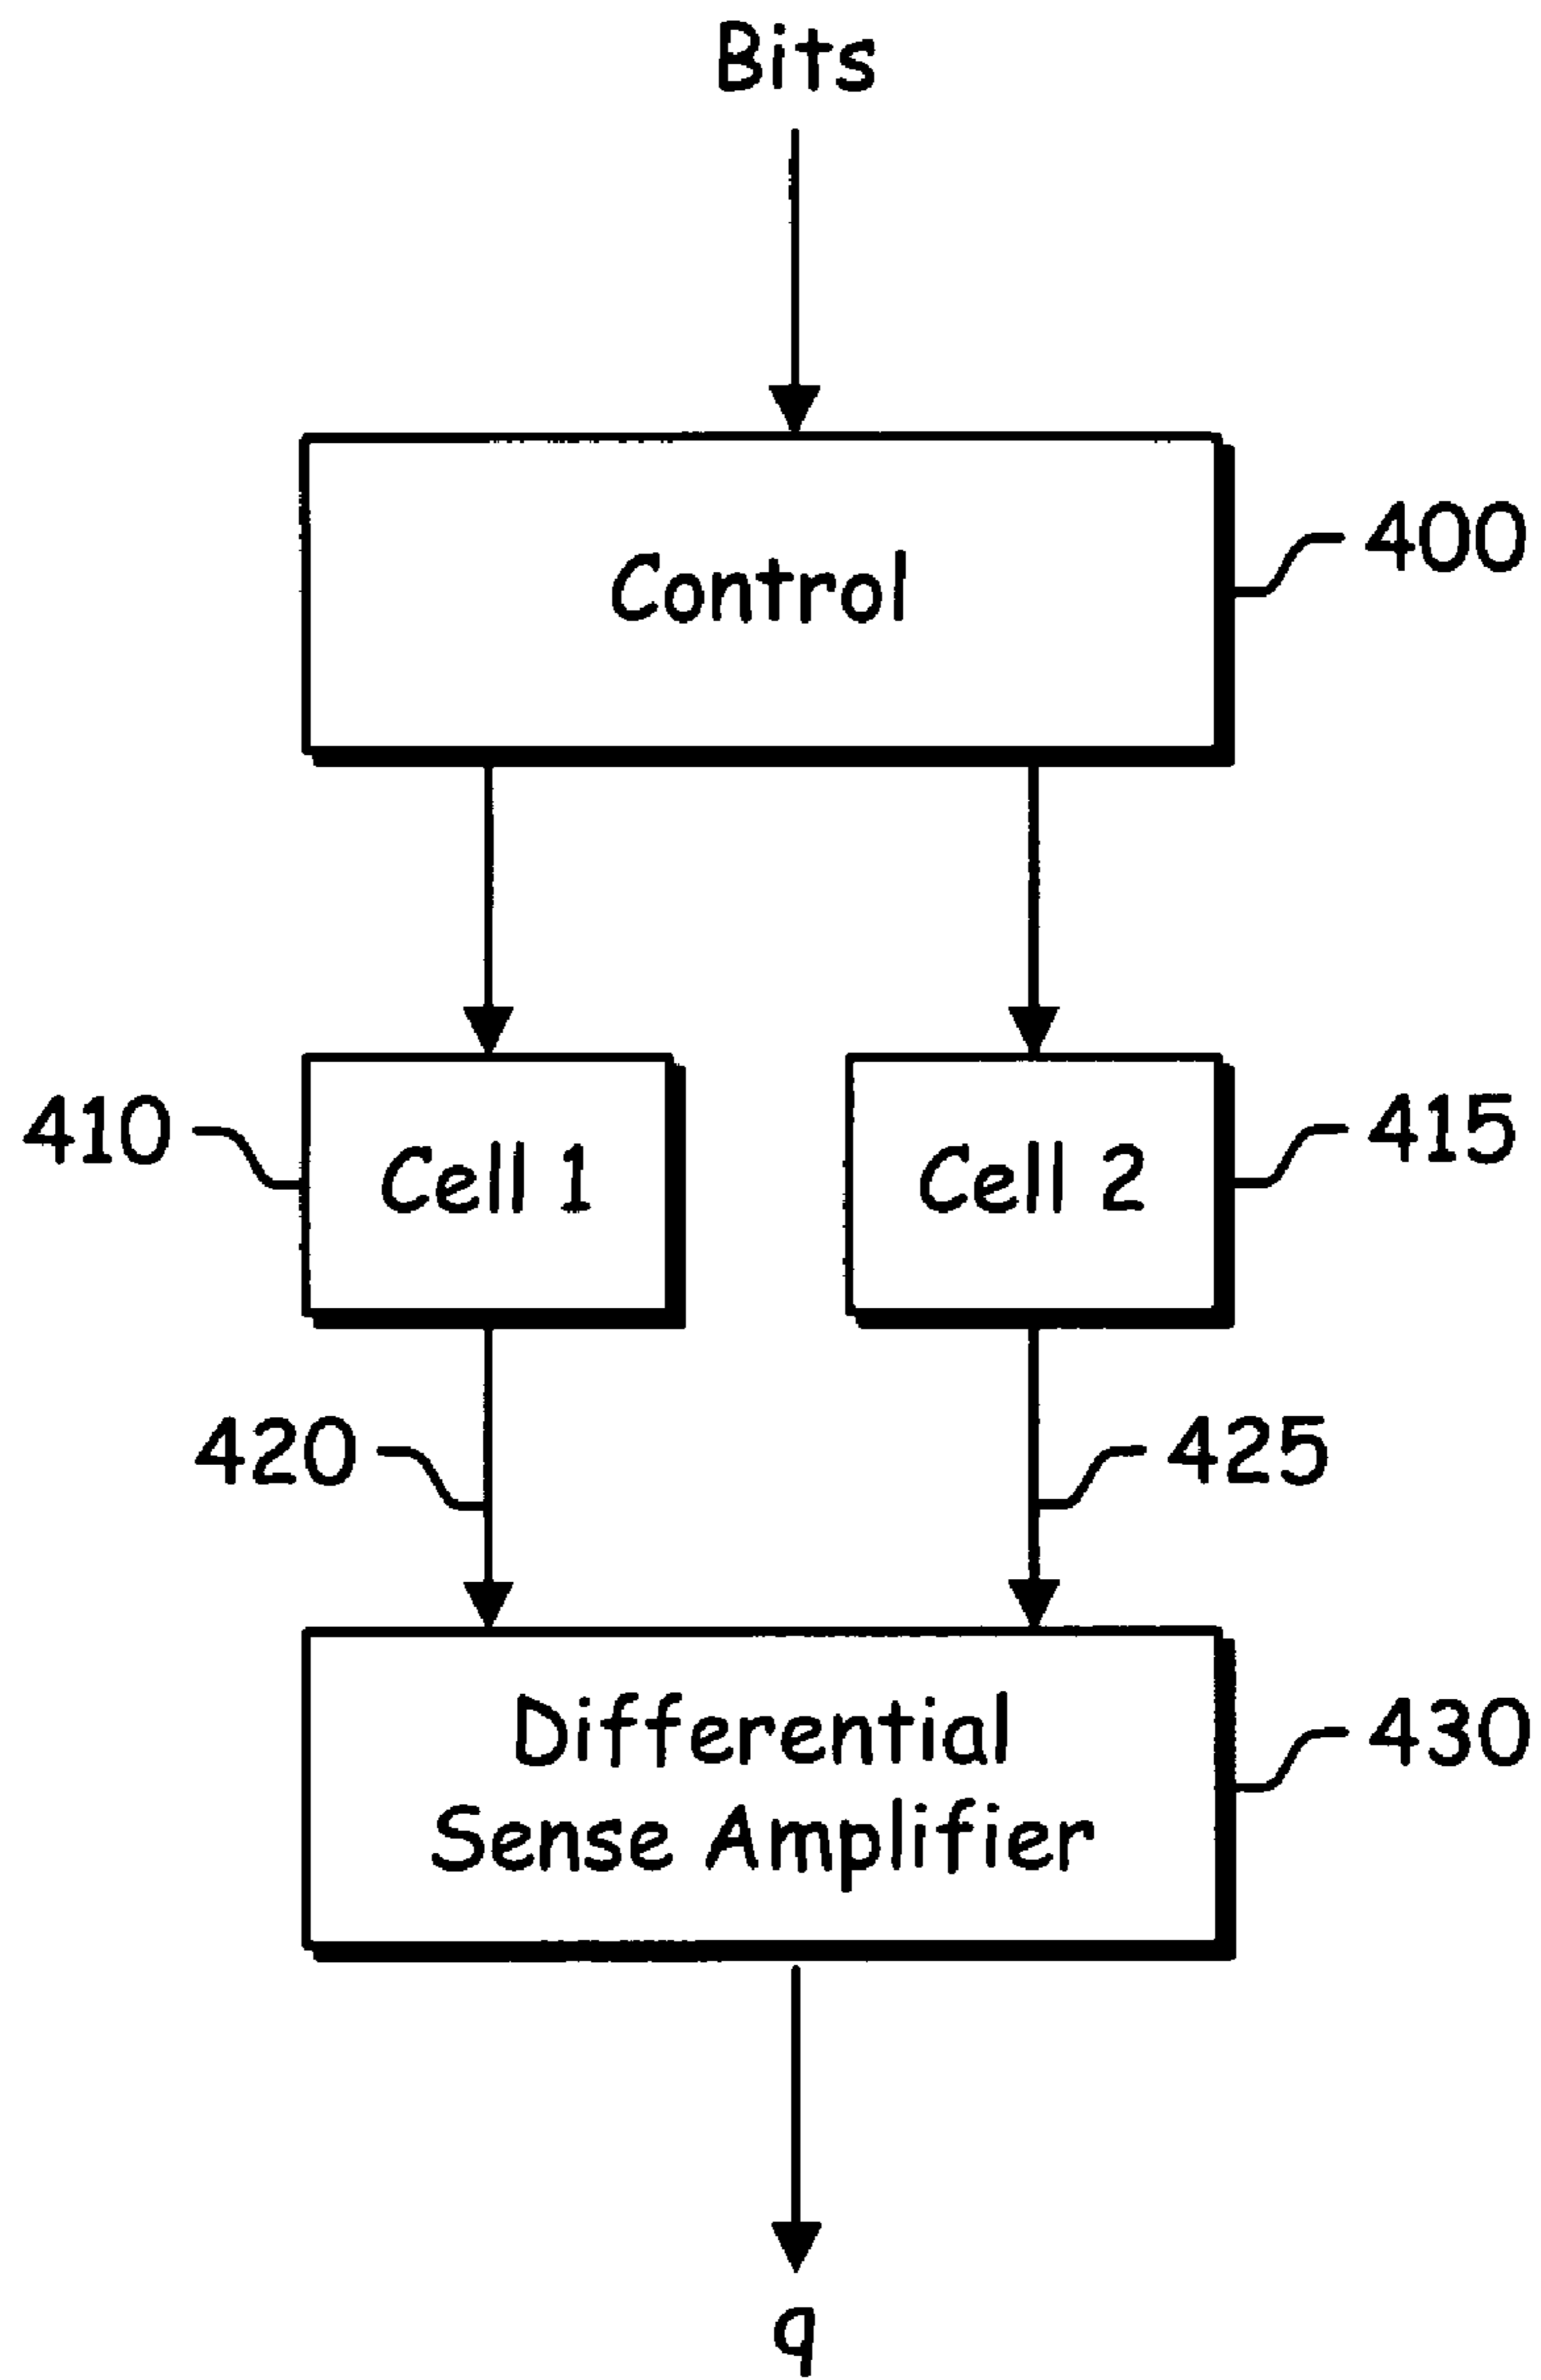 Bits
Control
400
410
Cell 1
Cell 2
415
420
425
Differential
Sense Amplifier
430
q